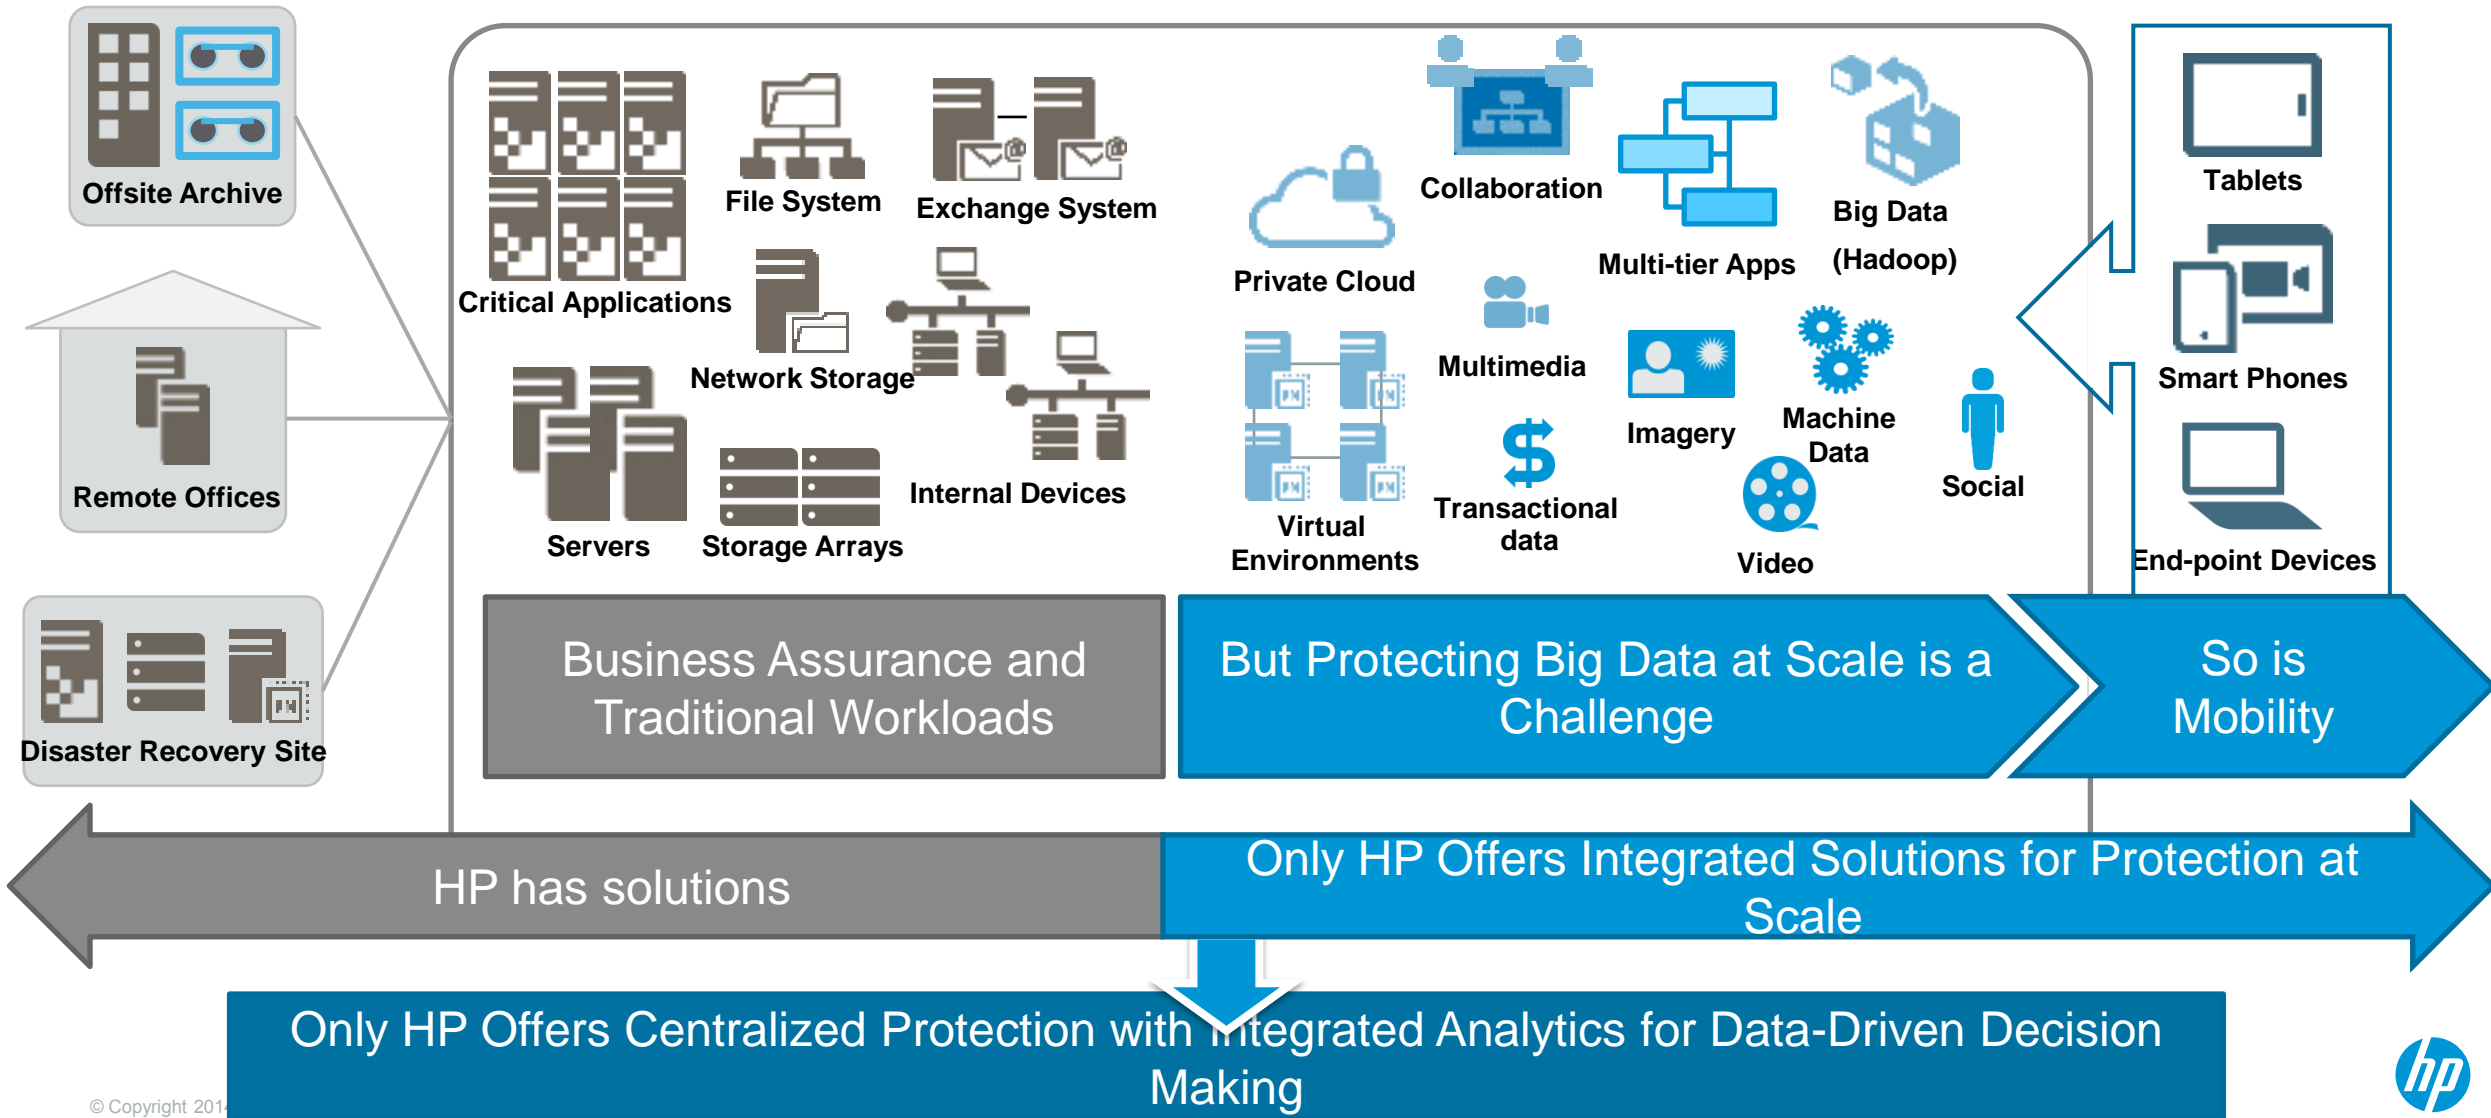 Offsite Archive
Remote Offices
Disaster Recovery Site
Critical Applications
File System
Exchange System
Network Storage
Servers
Storage Arrays
Internal Devices
Private Cloud
Collaboration
Multi-tier Apps
Big Data
(Hadoop)
Multimedia
Imagery
Machine
Data
Social
Virtual
Environments
Transactional
data
Video
Tablets
Smart Phones
End-point Devices
Business Assurance and
Traditional Workloads
But Protecting Big Data at Scale is a
Challenge
So is
Mobility
HP has solutions
Only HP Offers Integrated Solutions for Protection at
Scale
Only HP Offers Centralized Protection with Integrated Analytics for Data-Driven Decision
Making
© Copyright 2014
hp